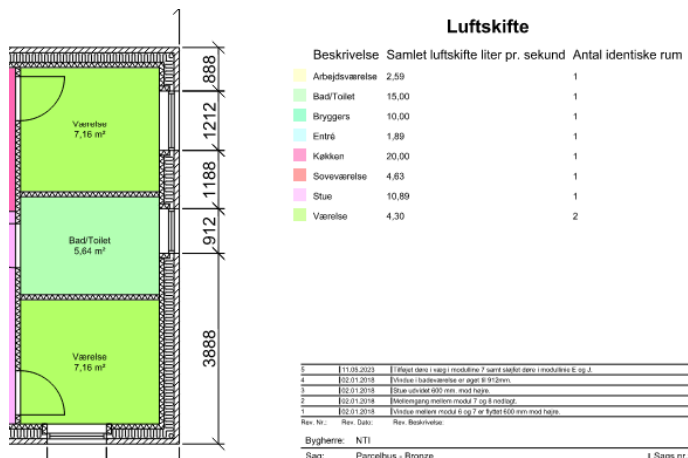 Luftskifte
Beskrivelse Samlet luftskifte liter pr. sekund Antal identiske rum
Arbejdsværelse 2,59 1
Bad/Toilet 15,00 1
Bryggers 10,00 1
Entré 1,89 1
Køkken 20,00 1
Soveværelse 4,63 1
Stue 10,89 1
Værelse 4,30 2
888
1212
1188
912
3888
Værelse
7,16 m²
Bad/Toilet
5,64 m²
Værelse
7,16 m²
5 11.05.2023 Tilføjet døre i væg i modulline 7 samt sløjfet døre i modullinie E og J.
4 02.01.2018 Vindue i badeværelse er øget til 912mm.
3 02.01.2018 Stue udvidet 600 mm. mod højre.
2 02.01.2018 Mellemgang mellem modul 7 og 8 nedlagt.
1 02.01.2018 Vindue mellem modul 6 og 7 er flyttet 600 mm mod højre.
Rev. Nr.: Rev. Dato: Rev. Beskrivelse:
Bygherre: NTI
Sag: Parcelhus - Bronze Sags nr